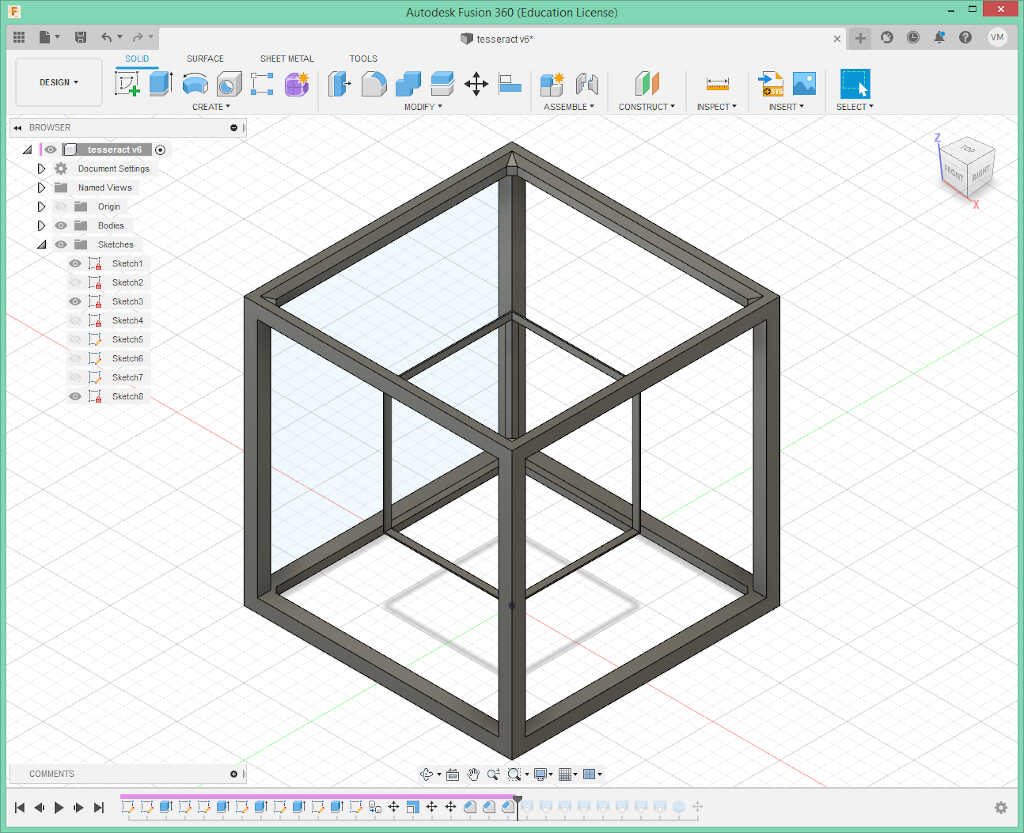 F
Autodesk Fusion 360 (Education License)
tesseract v6*
VM
SOLID SURFACE SHEET METAL TOOLS
DESIGN
CREATE MODIFY ASSEMBLE CONSTRUCT INSPECT INSERT SELECT
BROWSER
tesseract v6
Document Settings
Named Views
Origin
Bodies
Sketches
Sketch1
Sketch2
Sketch3
Sketch4
Sketch5
Sketch6
Sketch7
Sketch8
Z
TOP
FRONT RIGHT
X
COMMENTS